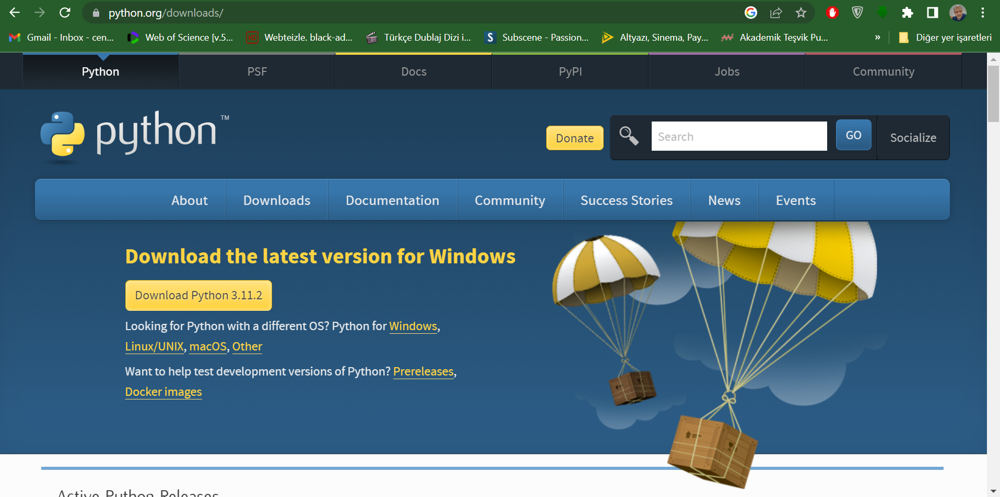 python.org/downloads/
Gmail - Inbox - cen... Web of Science [v.5... Webteizle. black-ad... Türkçe Dublaj Dizi i... Subscene - Passion... Altyazı, Sinema, Pay... Akademik Teşvik Pu... » Diğer yer işaretleri
Python PSF Docs PyPI Jobs Community
python™
Donate Search GO Socialize
About Downloads Documentation Community Success Stories News Events
Download the latest version for Windows
Download Python 3.11.2
Looking for Python with a different OS? Python for Windows,
Linux/UNIX, macOS, Other
Want to help test development versions of Python? Prereleases,
Docker images
Active Python Releases